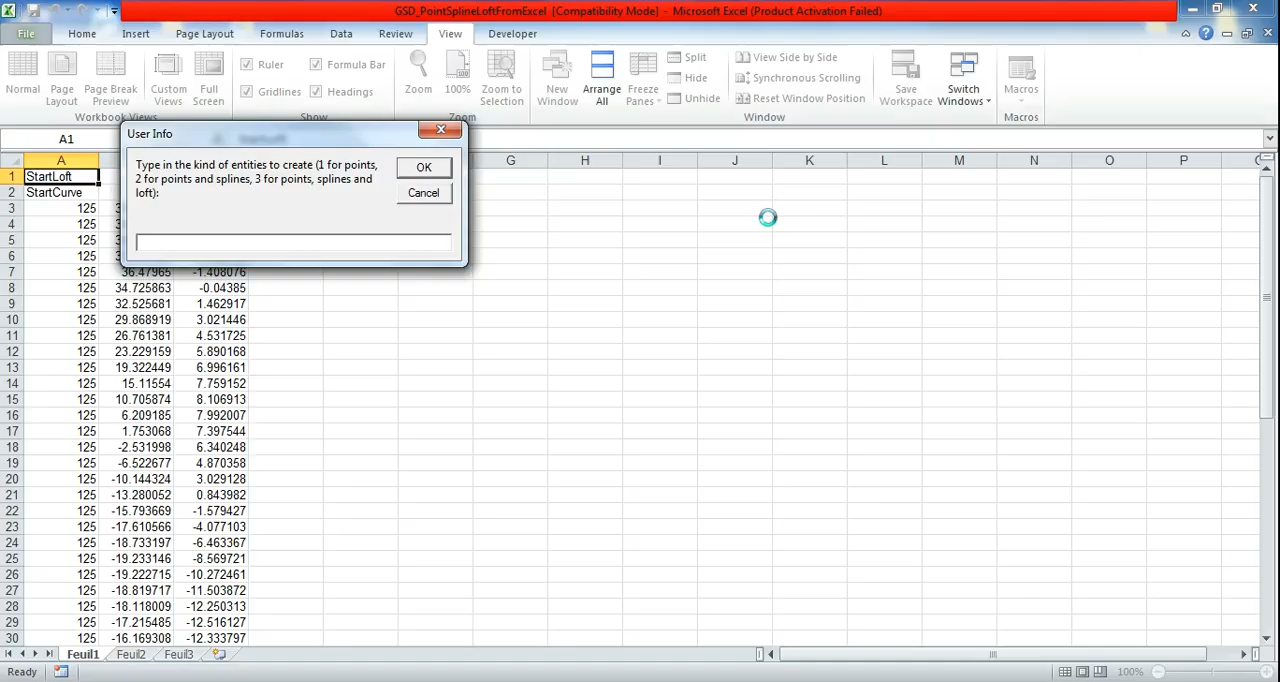 GSD_PointSplineLoftFromExcel [Compatibility Mode] - Microsoft Excel (Product Activation Failed)
File Home Insert Page Layout Formulas Data Review View Developer
Normal Page Layout Page Break Preview Custom Views Full Screen
Workbook Views
Ruler Formula Bar
Gridlines Headings
Show
Zoom 100% Zoom to Selection
Zoom
New Window Arrange All Freeze Panes
Split
Hide
Unhide
View Side by Side
Synchronous Scrolling
Reset Window Position
Save Workspace Switch Windows
Window
Macros
Macros
A1
User Info
Type in the kind of entities to create (1 for points,
2 for points and splines, 3 for points, splines and
loft):
OK
Cancel
A G H I J K L M N O P
1 StartLoft
2 StartCurve
3 125
4 125
5 125
6 125
7 125 36.47965 -1.408076
8 125 34.725863 -0.04385
9 125 32.525681 1.462917
10 125 29.868919 3.021446
11 125 26.761381 4.531725
12 125 23.229159 5.890168
13 125 19.322449 6.996161
14 125 15.11554 7.759152
15 125 10.705874 8.106913
16 125 6.209185 7.992007
17 125 1.753068 7.397544
18 125 -2.531998 6.340248
19 125 -6.522677 4.870358
20 125 -10.144324 3.029128
21 125 -13.280052 0.843982
22 125 -15.793669 -1.579427
23 125 -17.610566 -4.077103
24 125 -18.733197 -6.463367
25 125 -19.233146 -8.569721
26 125 -19.222715 -10.272461
27 125 -18.819717 -11.503872
28 125 -18.118009 -12.250313
29 125 -17.215485 -12.516127
30 125 -16.169308 -12.333797
Feuil1 Feuil2 Feuil3
Ready 100%